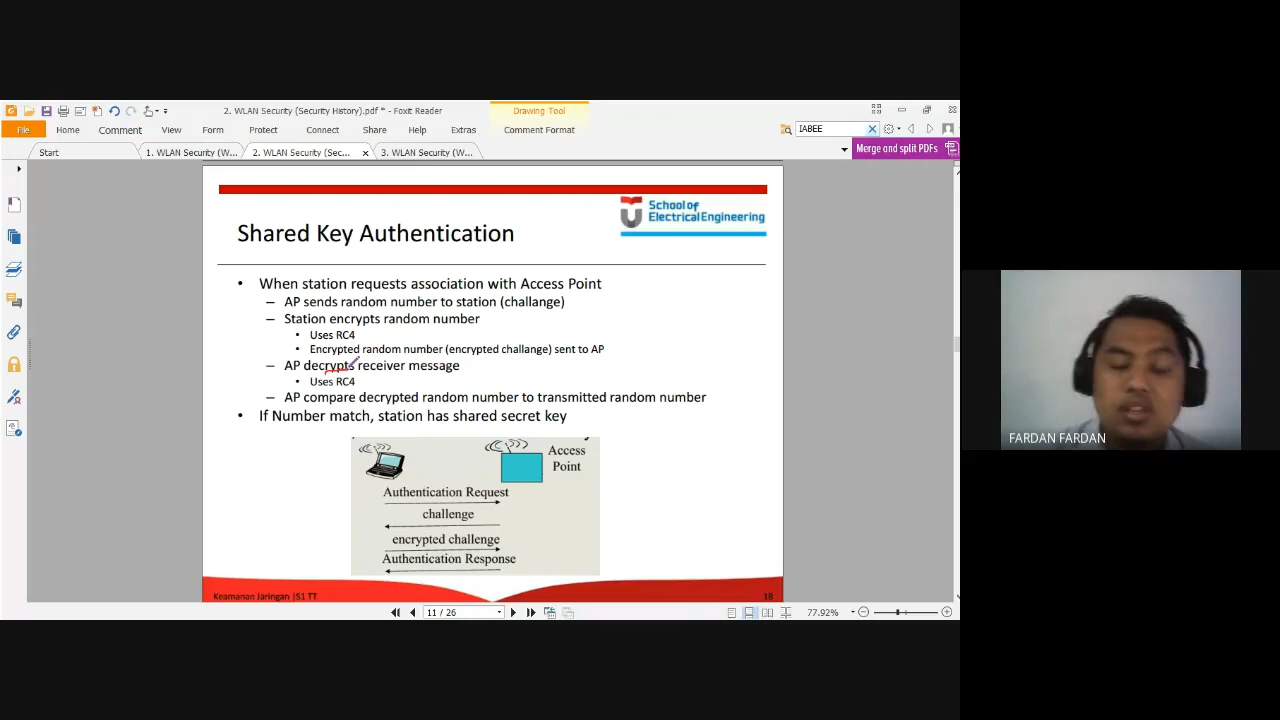 2. WLAN Security (Security History).pdf * - Foxit Reader
Drawing Tool
File
Home
Comment
View
Form
Protect
Connect
Share
Help
Extras
Comment Format
IABEE
Start
1. WLAN Security (W...
2. WLAN Security (Sec...
3. WLAN Security (W...
Merge and split PDFs
School of
Electrical Engineering
Shared Key Authentication
• When station requests association with Access Point
– AP sends random number to station (challange)
– Station encrypts random number
• Uses RC4
• Encrypted random number (encrypted challange) sent to AP
– AP decrypts receiver message
• Uses RC4
– AP compare decrypted random number to transmitted random number
• If Number match, station has shared secret key
Access
Point
Authentication Request
challenge
encrypted challenge
Authentication Response
Keamanan Jaringan |S1 TT
18
11 / 26
77.92%
FARDAN FARDAN